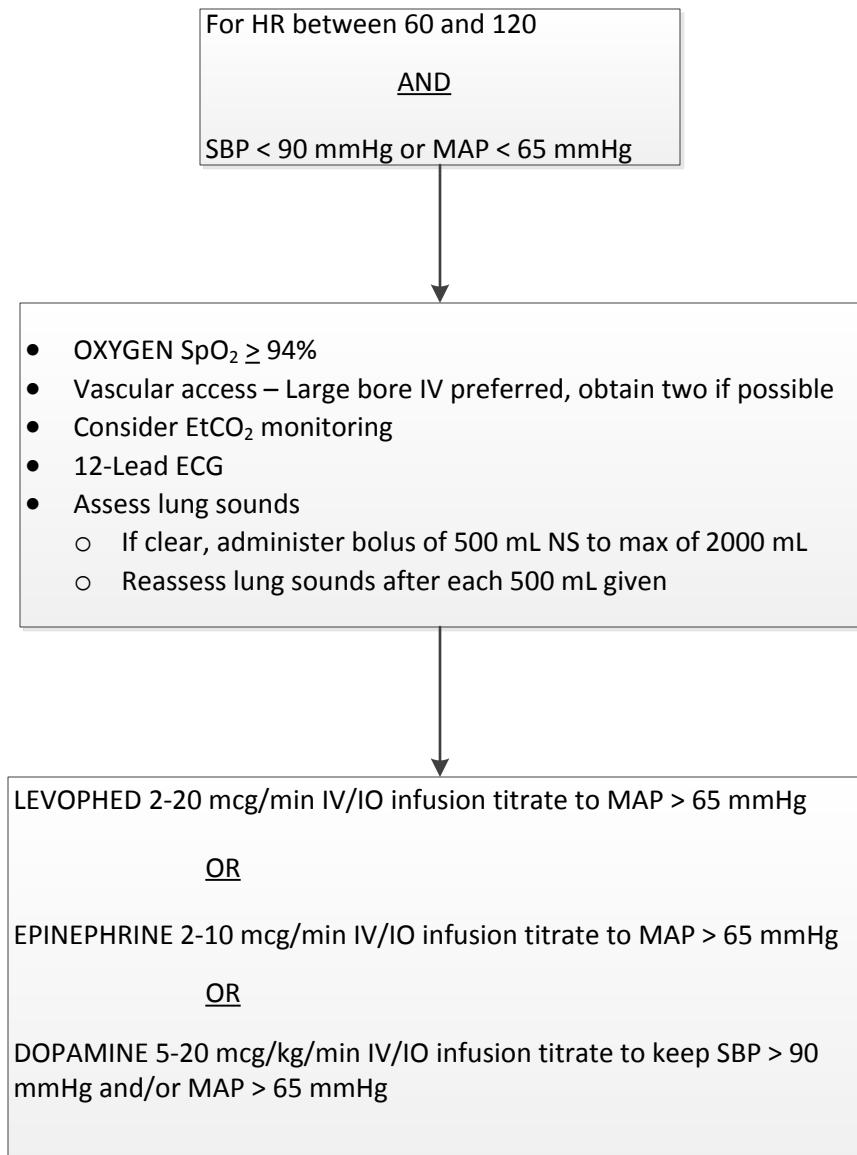 For HR between 60 and 120
AND
SBP < 90 mmHg or MAP < 65 mmHg
• OXYGEN SpO₂ ≥ 94%
• Vascular access – Large bore IV preferred, obtain two if possible
• Consider EtCO₂ monitoring
• 12-Lead ECG
• Assess lung sounds
o If clear, administer bolus of 500 mL NS to max of 2000 mL
o Reassess lung sounds after each 500 mL given
LEVOPHED 2-20 mcg/min IV/IO infusion titrate to MAP > 65 mmHg
OR
EPINEPHRINE 2-10 mcg/min IV/IO infusion titrate to MAP > 65 mmHg
OR
DOPAMINE 5-20 mcg/kg/min IV/IO infusion titrate to keep SBP > 90
mmHg and/or MAP > 65 mmHg